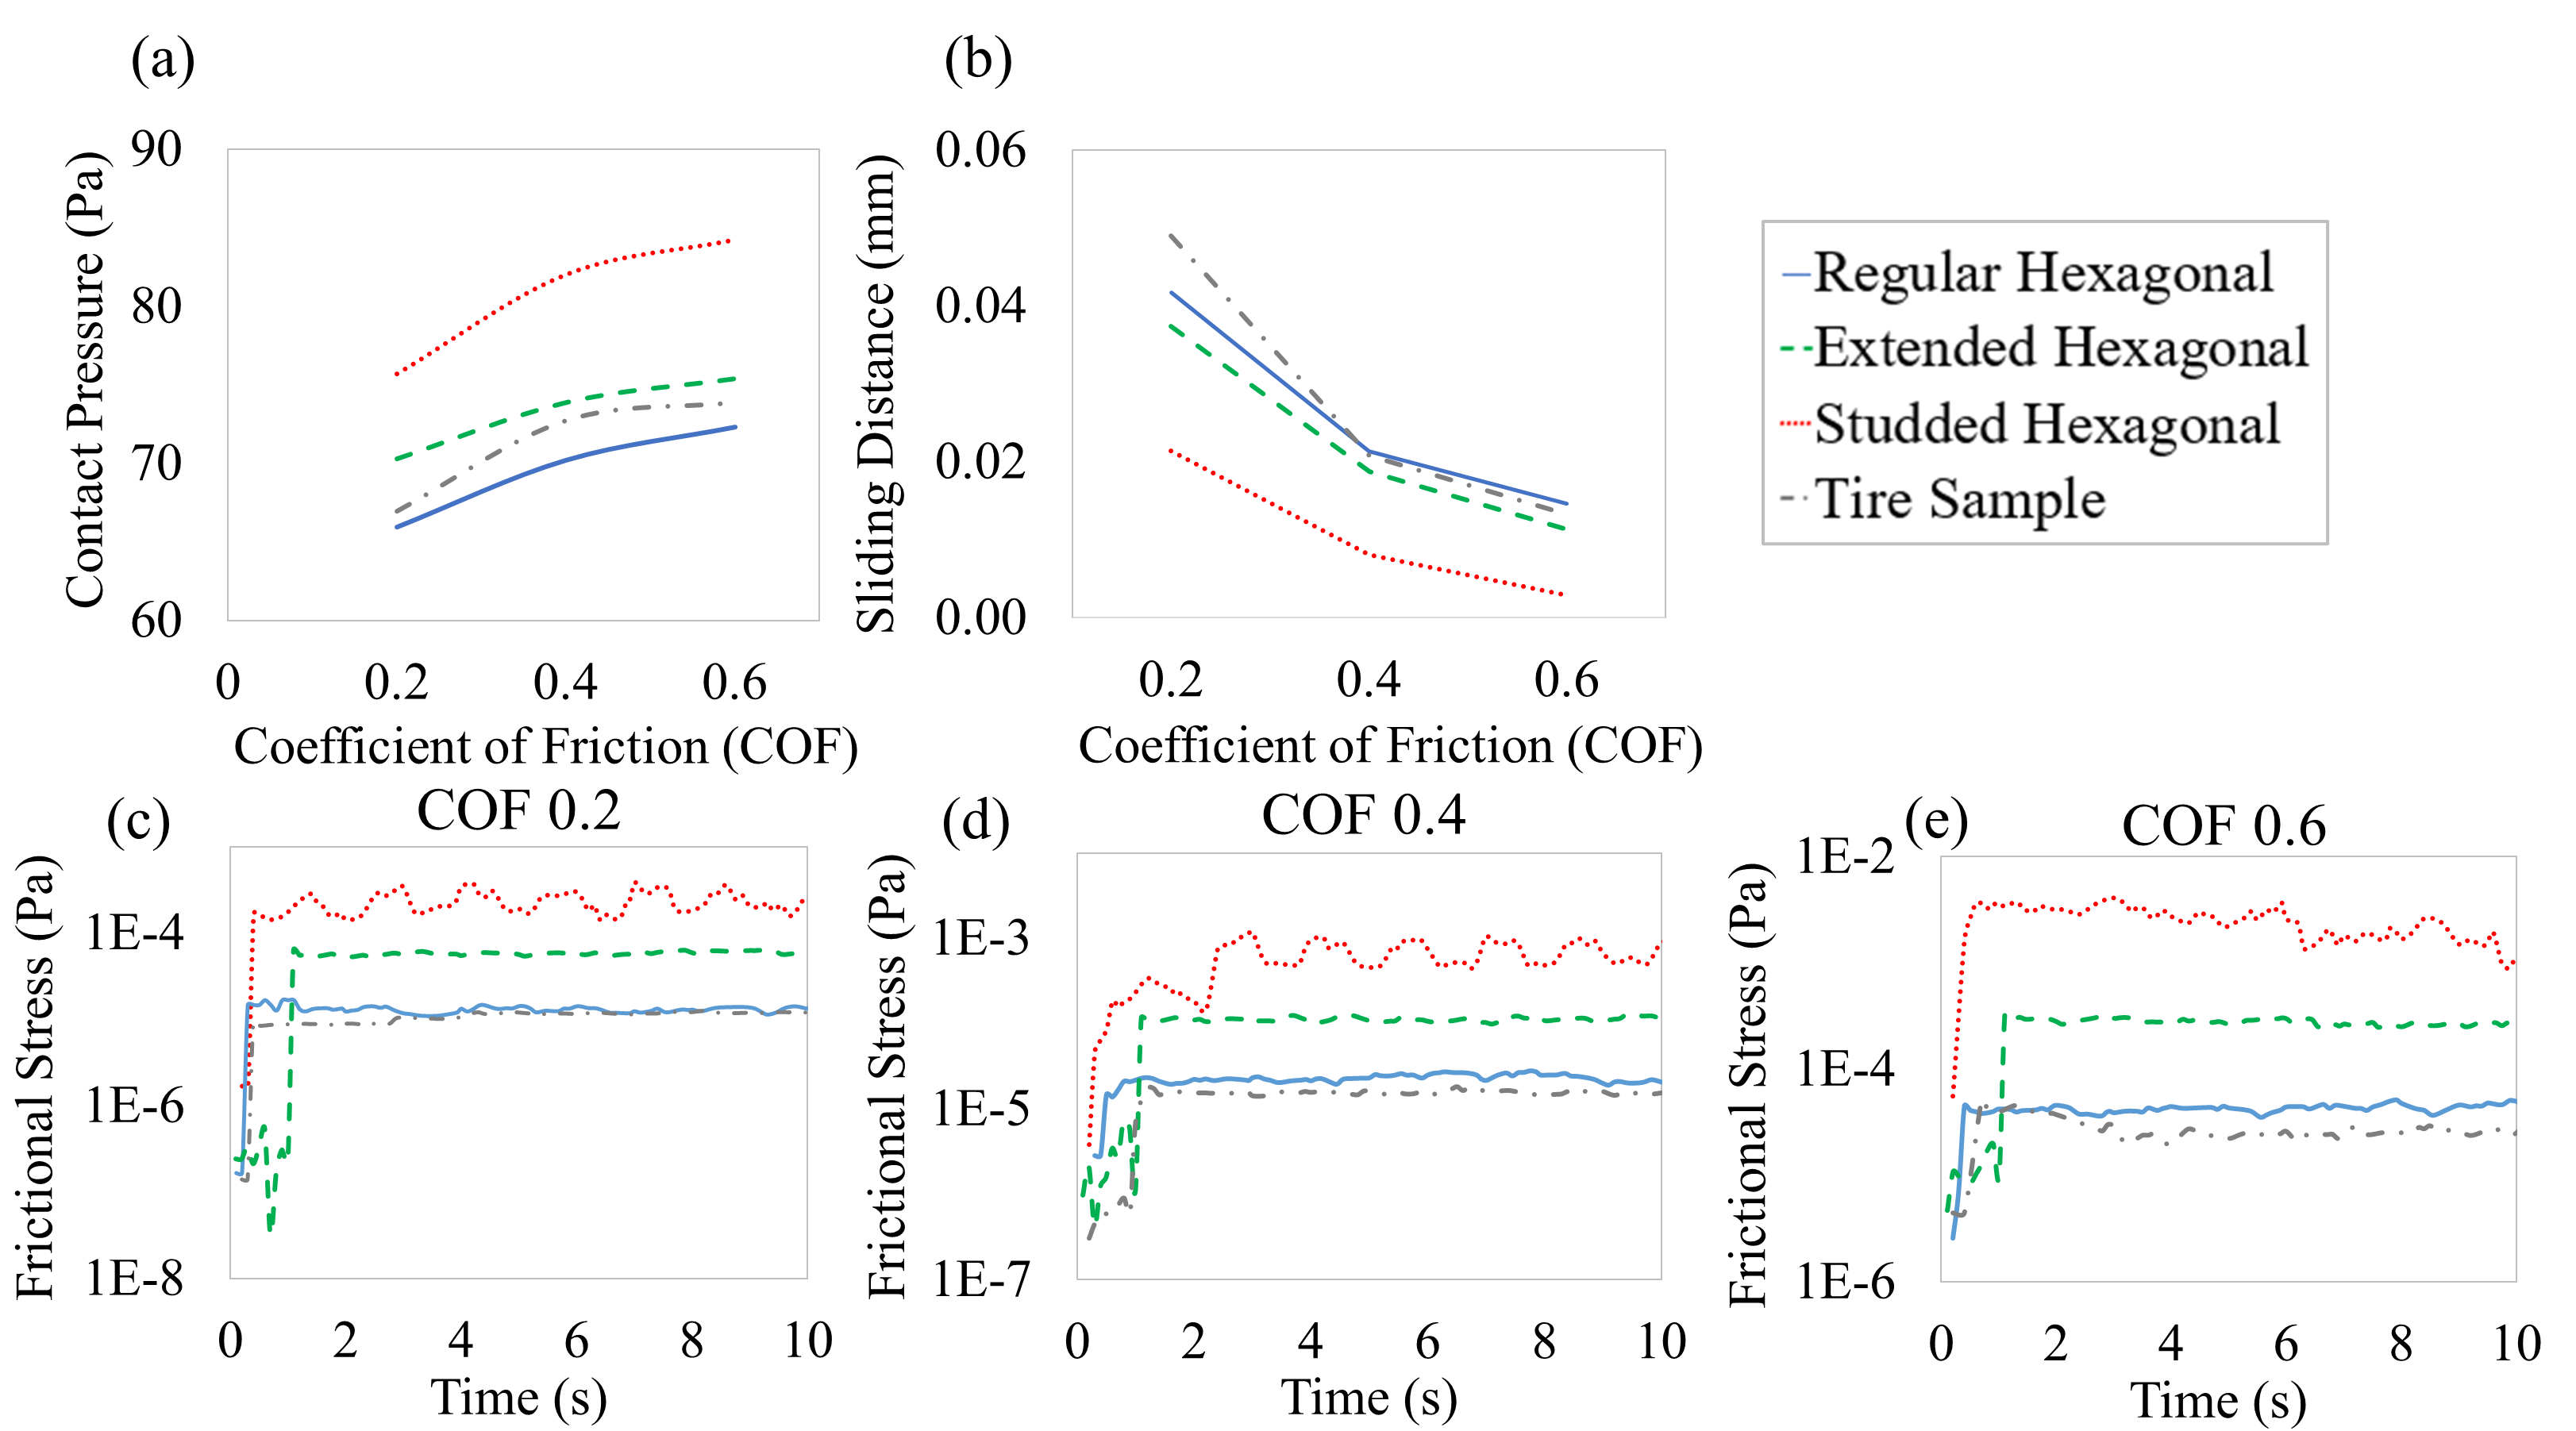 (a)
90
80
70
60
Contact Pressure (Pa)
0 0.2 0.4 0.6
Coefficient of Friction (COF)
(b)
0.06
0.04
0.02
0.00
Sliding Distance (mm)
0.2 0.4 0.6
Coefficient of Friction (COF)
Regular Hexagonal
Extended Hexagonal
Studded Hexagonal
Tire Sample
(c)
COF 0.2
1E-4
1E-6
1E-8
Frictional Stress (Pa)
0 2 4 6 8 10
Time (s)
(d)
COF 0.4
1E-3
1E-5
1E-7
Frictional Stress (Pa)
0 2 4 6 8 10
Time (s)
(e)
COF 0.6
1E-2
1E-4
1E-6
Frictional Stress (Pa)
0 2 4 6 8 10
Time (s)